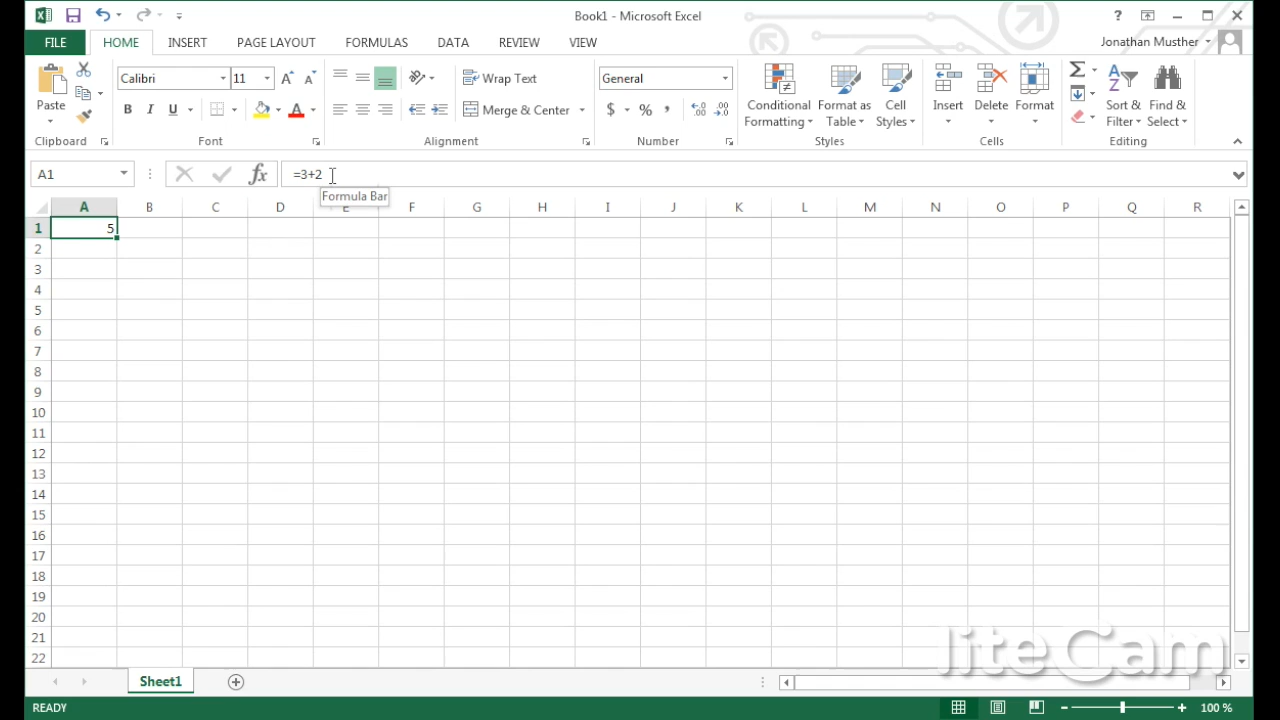 Book1 - Microsoft Excel
?
FILE
HOME
INSERT
PAGE LAYOUT
FORMULAS
DATA
REVIEW
VIEW
Jonathan Musther
Paste
Calibri
11
A A
B I U
A
Wrap Text
Merge & Center
General
$ % ,
.00 .0
Conditional Formatting
Format as Table
Cell Styles
Insert
Delete
Format
Σ
Sort & Filter
Find & Select
Clipboard
Font
Alignment
Number
Styles
Cells
Editing
A1
fx
=3+2
Formula Bar
A B C D E F G H I J K L M N O P Q R
1 5
2
3
4
5
6
7
8
9
10
11
12
13
14
15
16
17
18
19
20
21
22
liteCam
Sheet1
READY
100 %